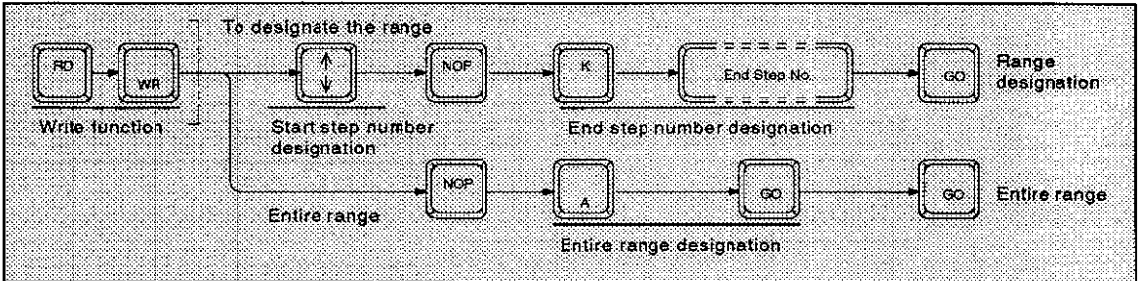 To designate the range
RD
WR
↑
↓
NOP
K
End Step No.
GO
Range
designation
Write function
Start step number
designation
End step number designation
NOP
A
GO
GO
Entire range
Entire range
Entire range designation